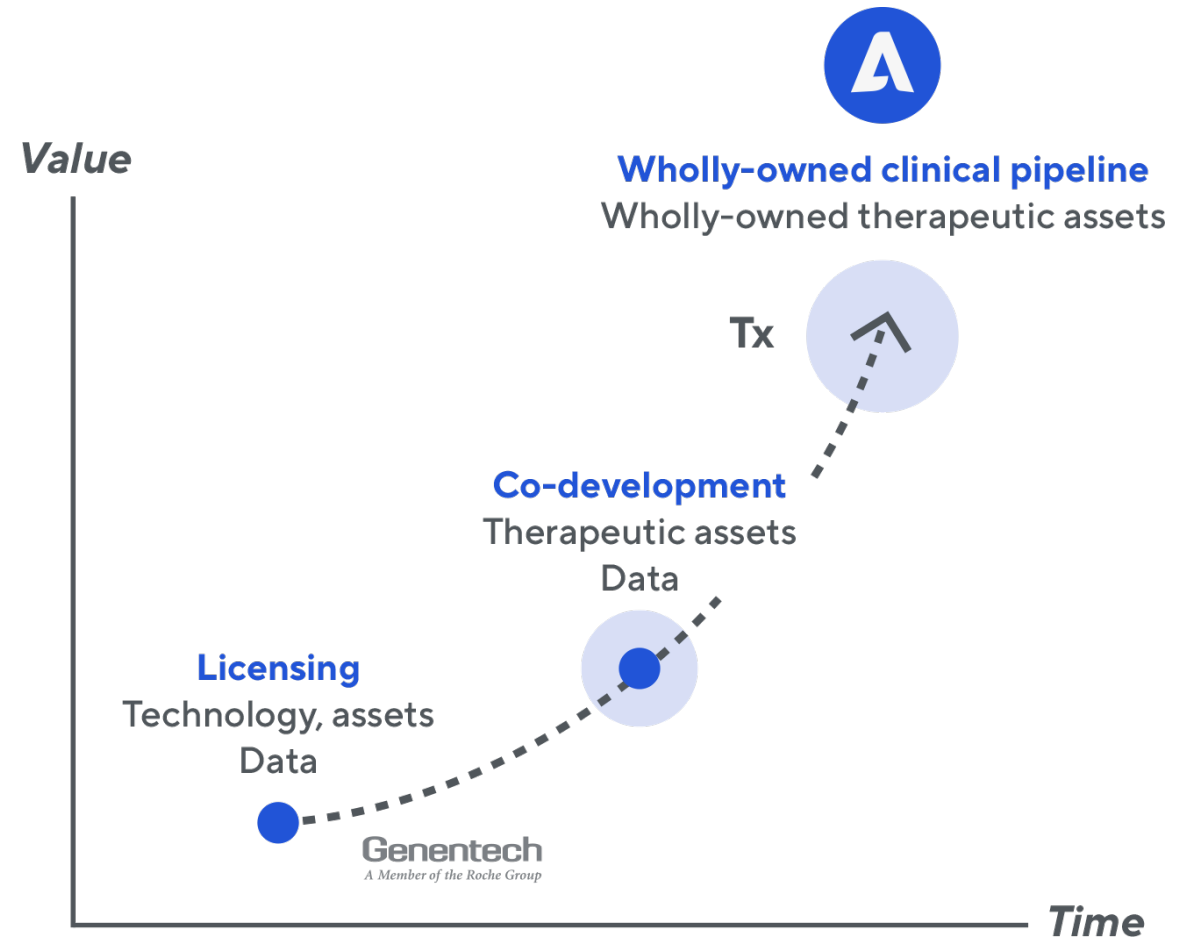 Value
Wholly-owned clinical pipeline
Wholly-owned therapeutic assets
Tx
Co-development
Therapeutic assets
Data
Licensing
Technology, assets
Data
Genentech
A Member of the Roche Group
Time